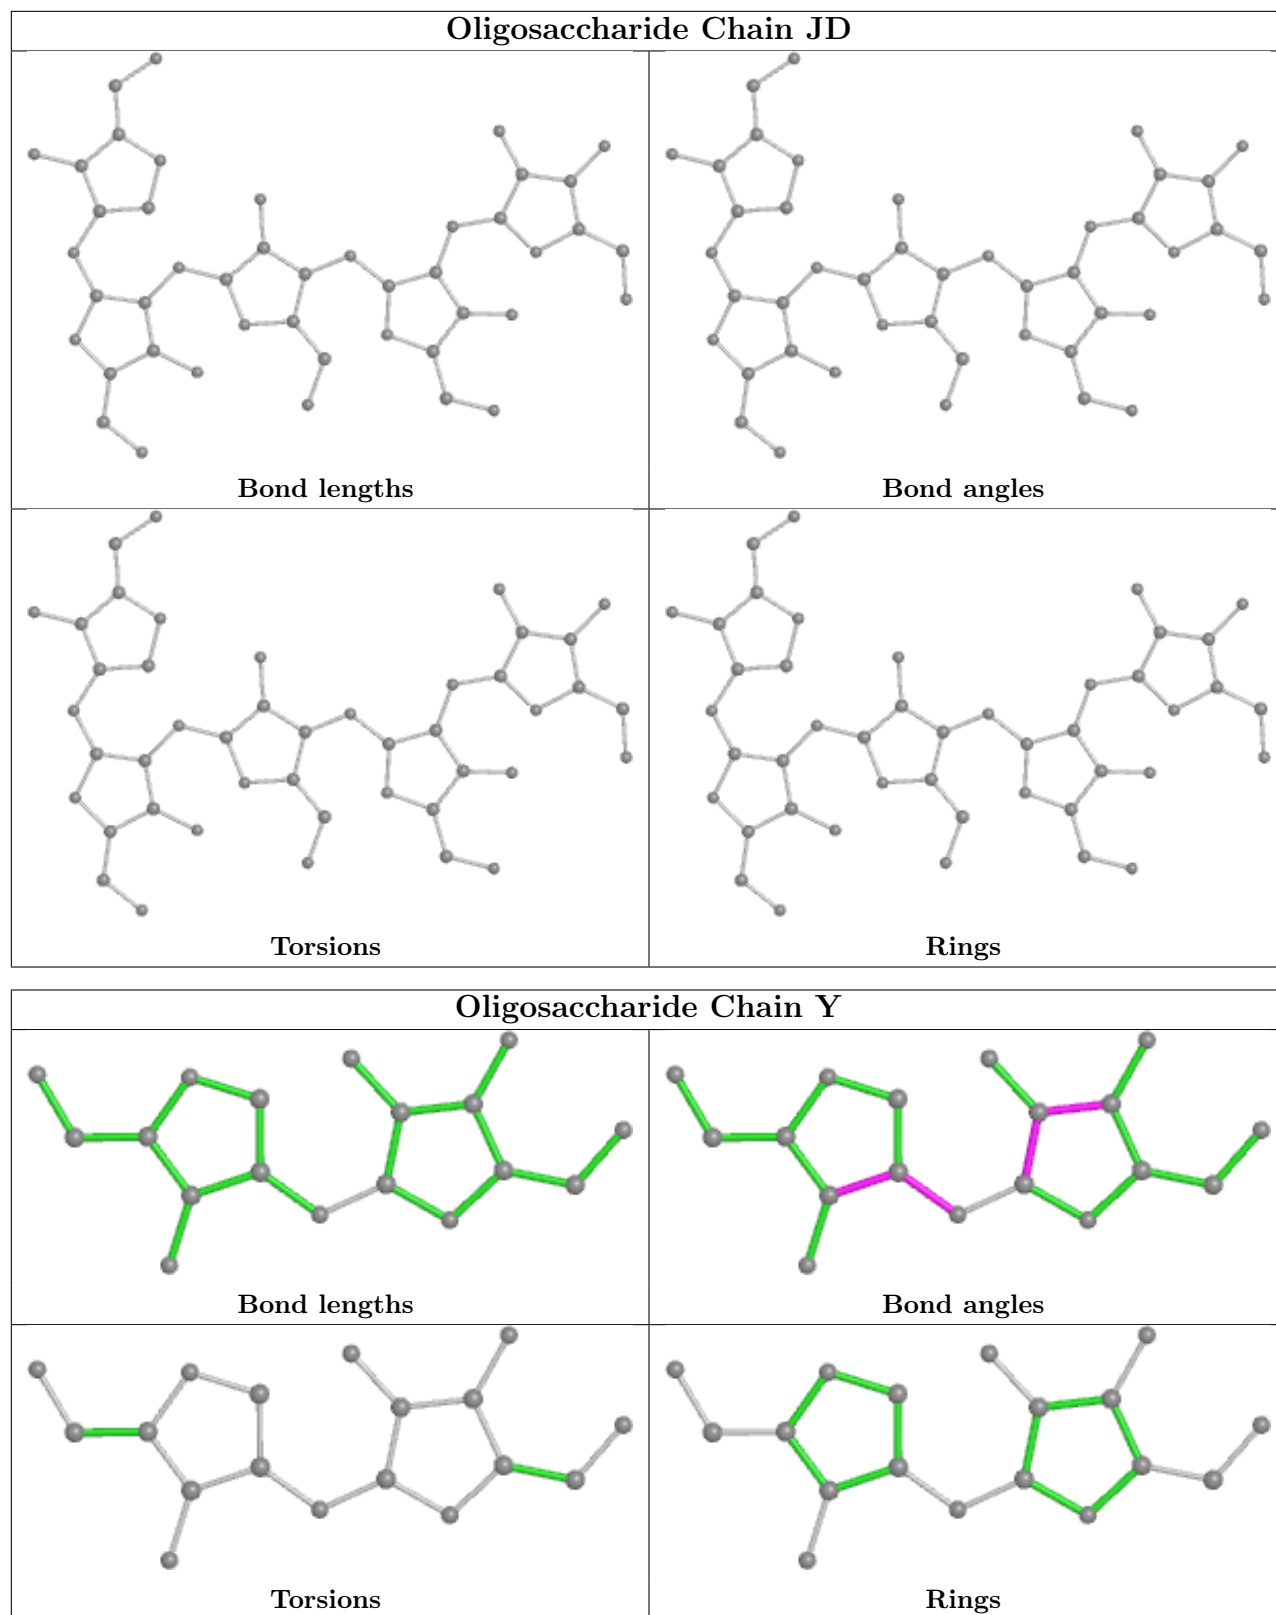 Oligosaccharide Chain JD
Bond lengths
Bond angles
Torsions
Rings
Oligosaccharide Chain Y
Bond lengths
Bond angles
Torsions
Rings